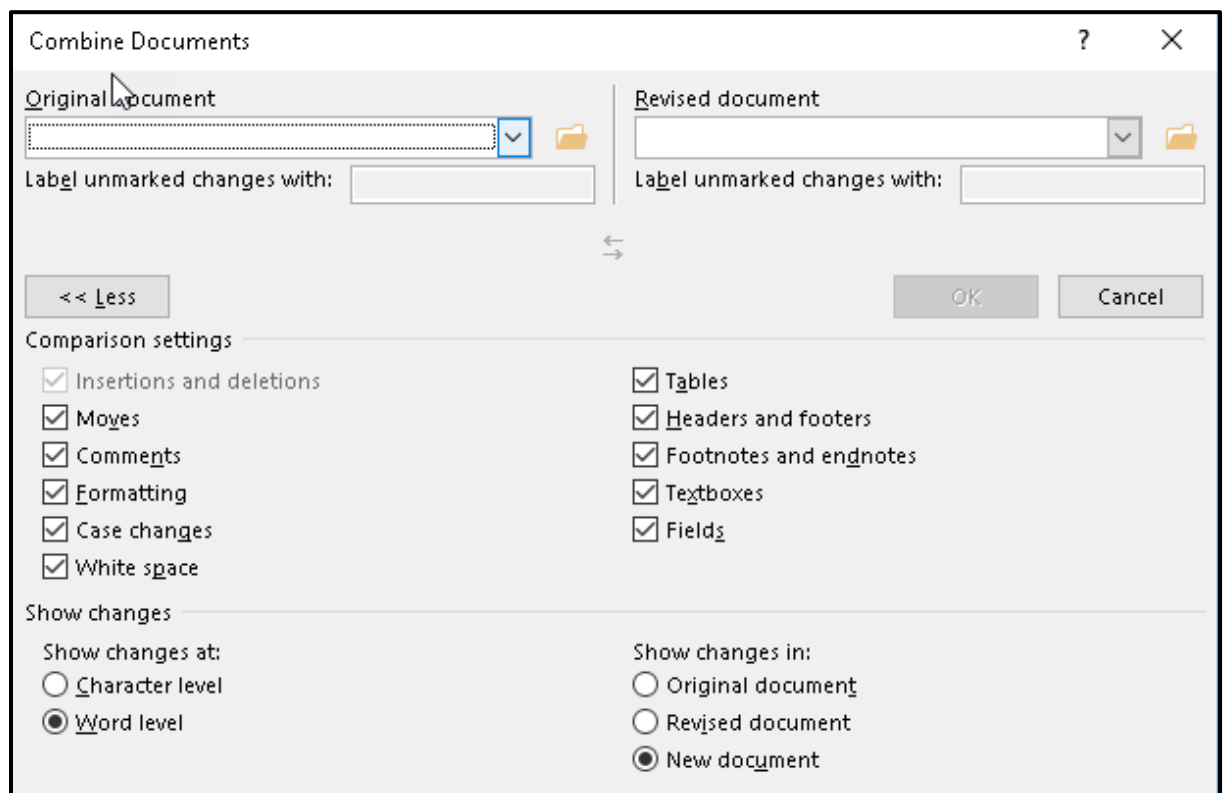 Combine Documents ?
Original document
Revised document
Label unmarked changes with:
Label unmarked changes with:
<< Less
OK
Cancel
Comparison settings
Insertions and deletions
Moves
Comments
Formatting
Case changes
White space
Tables
Headers and footers
Footnotes and endnotes
Textboxes
Fields
Show changes
Show changes at:
Character level
Word level
Show changes in:
Original document
Revised document
New document